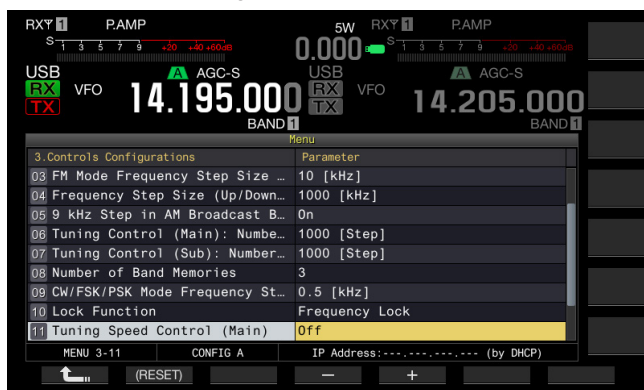 RX 1 P.AMP 5W RX 1 P.AMP
S 1 3 5 7 9 +20 +40 +60dB 0.000 S 1 3 5 7 9 +20 +40 +60dB
USB A AGC-S USB A AGC-S
RX TX VFO 14.195.000 RX TX VFO 14.205.000
BAND 1 BAND 1
Menu
3.Controls Configurations Parameter
03 FM Mode Frequency Step Size … 10 [kHz]
04 Frequency Step Size (Up/Down… 1000 [kHz]
05 9 kHz Step in AM Broadcast B… On
06 Tuning Control (Main): Numbe… 1000 [Step]
07 Tuning Control (Sub): Number… 1000 [Step]
08 Number of Band Memories 3
09 CW/FSK/PSK Mode Frequency St… 0.5 [kHz]
10 Lock Function Frequency Lock
11 Tuning Speed Control (Main) Off
MENU 3-11 CONFIG A IP Address:---.---.---.--- (by DHCP)
(RESET) － +